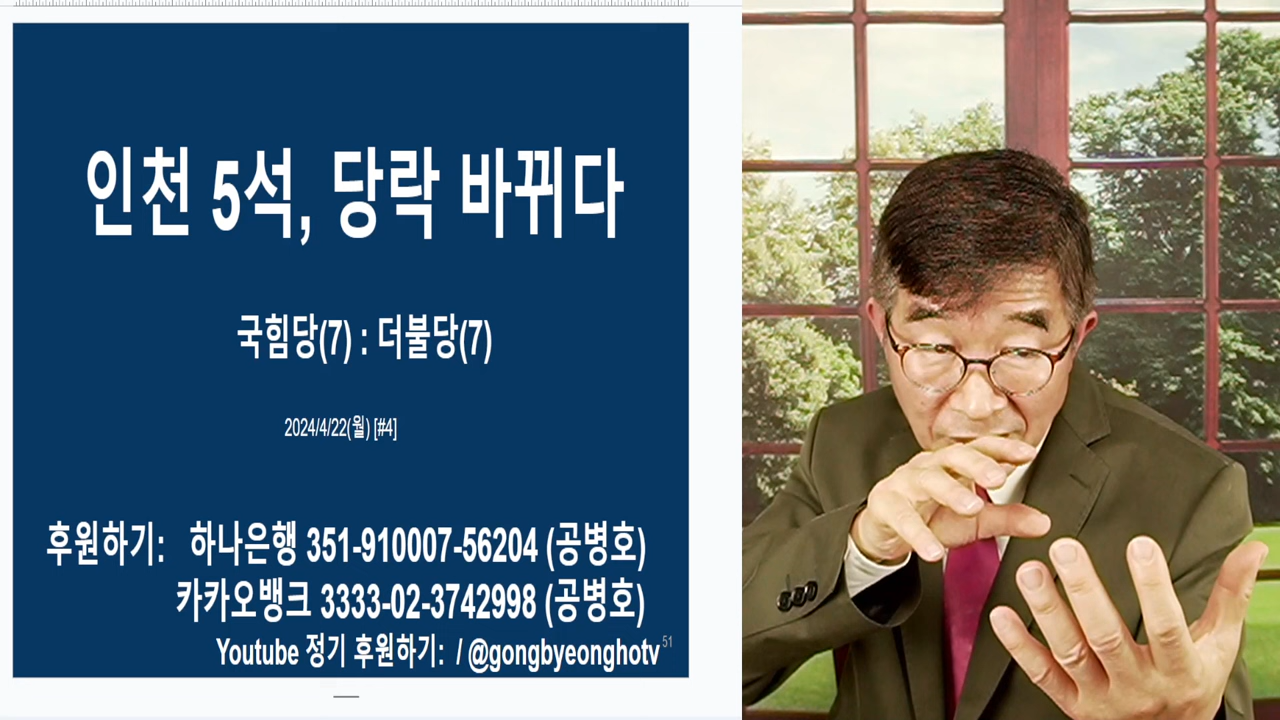 인천 5석, 당락 바뀌다
국힘당(7) : 더불당(7)
2024/4/22(월) [#4]
후원하기: 하나은행 351-910007-56204 (공병호)
카카오뱅크 3333-02-3742998 (공병호)
Youtube 정기 후원하기: / @gongbyeonghotv
51